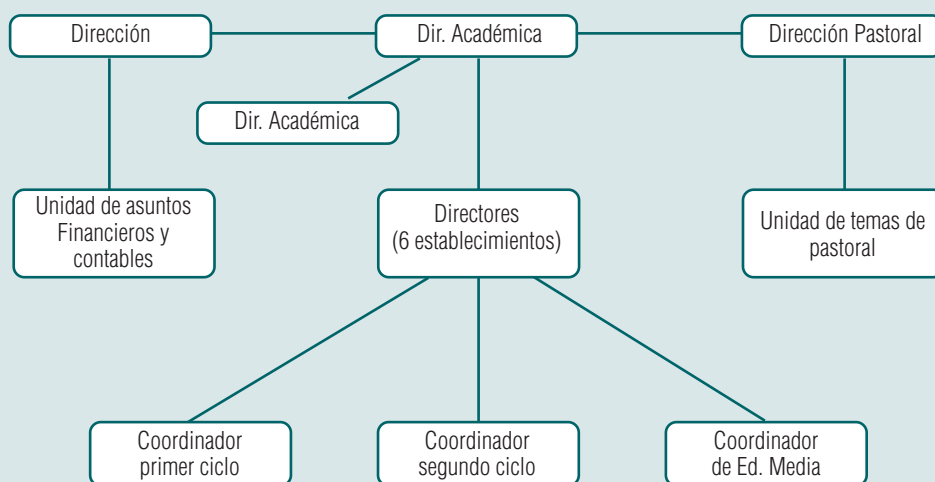 Dirección
Dir. Académica
Dirección Pastoral
Dir. Académica
Unidad de asuntos
Financieros y
contables
Directores
(6 establecimientos)
Unidad de temas de
pastoral
Coordinador
primer ciclo
Coordinador
segundo ciclo
Coordinador
de Ed. Media